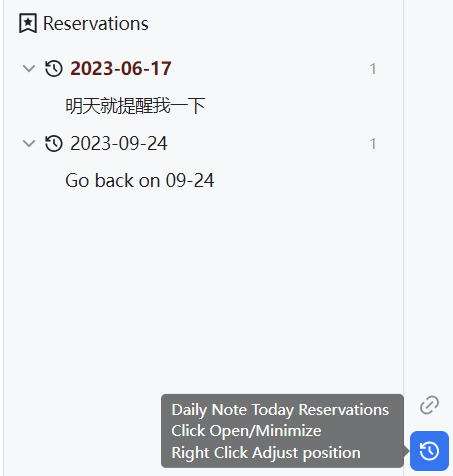 Reservations
2023-06-17 1
明天就提醒我一下
2023-09-24 1
Go back on 09-24
Daily Note Today Reservations
Click Open/Minimize
Right Click Adjust position